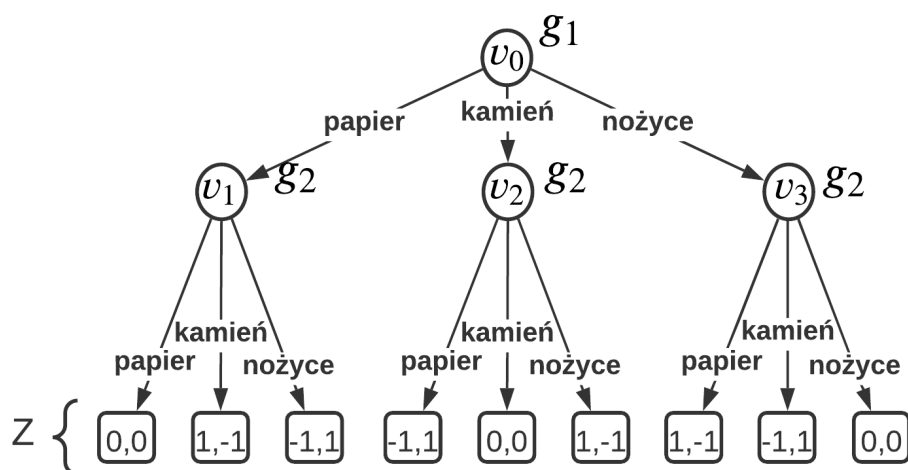 v0 g1
papier kamień nożyce
v1 g2 v2 g2 v3 g2
kamień kamień kamień
papier nożyce papier nożyce papier nożyce
Z { 0,0 1,-1 -1,1 -1,1 0,0 1,-1 1,-1 -1,1 0,0